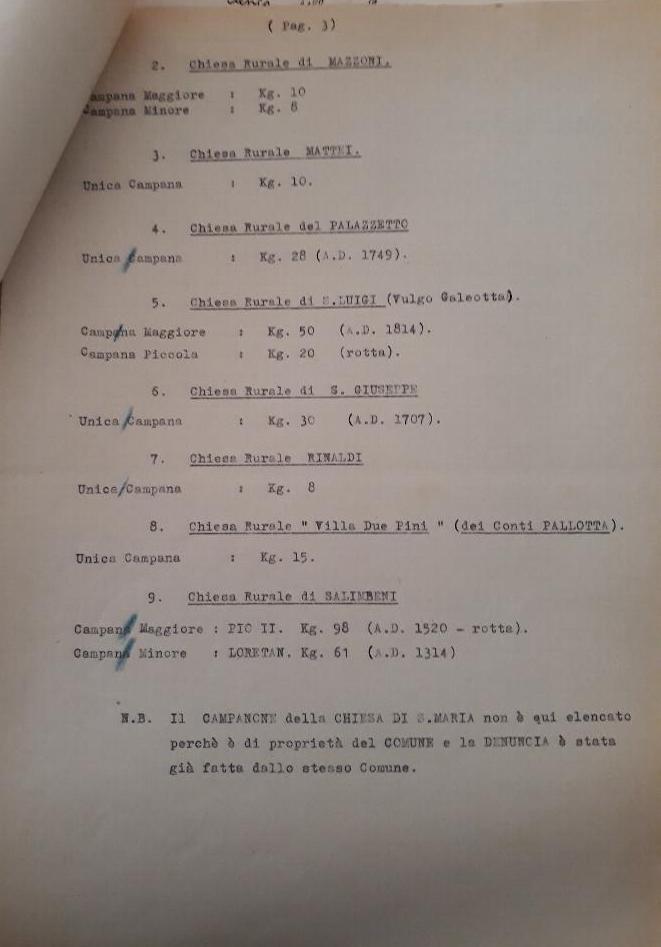 ( Pag. 3)
2. Chiesa Rurale di MAZZONI.
Campana Maggiore : Kg. 10
Campana Minore : Kg. 8
3. Chiesa Rurale MATTEI.
Unica Campana : Kg. 10.
4. Chiesa Rurale del PALAZZETTO
Unica Campana : Kg. 28 (A.D. 1749).
5. Chiesa Rurale di S.LUIGI (Vulgo Galeotta).
Campana Maggiore : Kg. 50 (A.D. 1814).
Campana Piccola : Kg. 20 (rotta).
6. Chiesa Rurale di S. GIUSEPPE
Unica Campana : Kg. 30 (A.D. 1707).
7. Chiesa Rurale RINALDI
Unica Campana : Kg. 8
8. Chiesa Rurale " Villa Due Pini " (dei Conti PALLOTTA).
Unica Campana : Kg. 15.
9. Chiesa Rurale di SALIMBENI
Campana Maggiore : PIO II. Kg. 98 (A.D. 1520 - rotta).
Campana Minore : LORETAN. Kg. 61 (A.D. 1314)
N.B. Il CAMPANONE della CHIESA DI S.MARIA non è qui elencato
perchè è di proprietà del COMUNE e la DENUNCIA è stata
già fatta dallo stesso Comune.